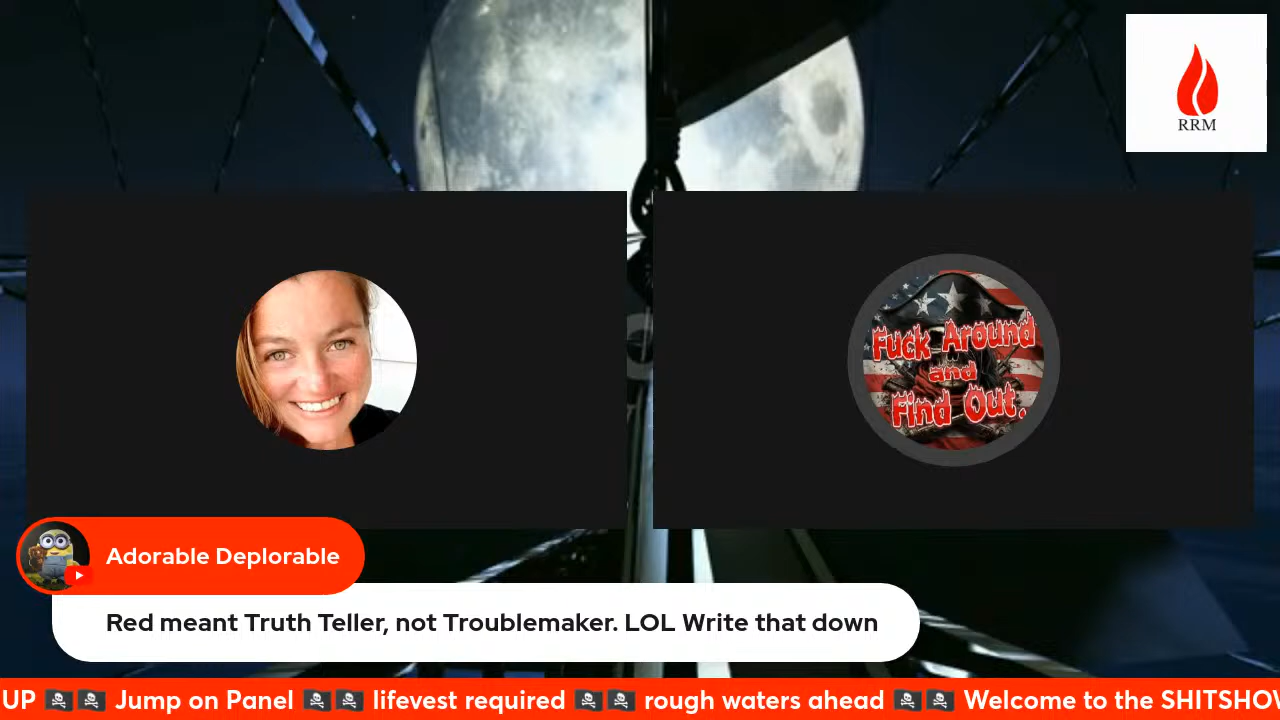 RRM
Fuck Around
and
Find Out.
Adorable Deplorable
Red meant Truth Teller, not Troublemaker. LOL Write that down
UP 🏴‍☠️🏴‍☠️ Jump on Panel 🏴‍☠️🏴‍☠️ lifevest required 🏴‍☠️🏴‍☠️ rough waters ahead 🏴‍☠️🏴‍☠️ Welcome to the SHITSHOW